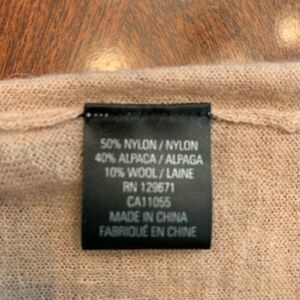 50% NYLON / NYLON
40% ALPACA / ALPAGA
10% WOOL / LAINE
RN 129671
CA11055
MADE IN CHINA
FABRIQUÉ EN CHINE